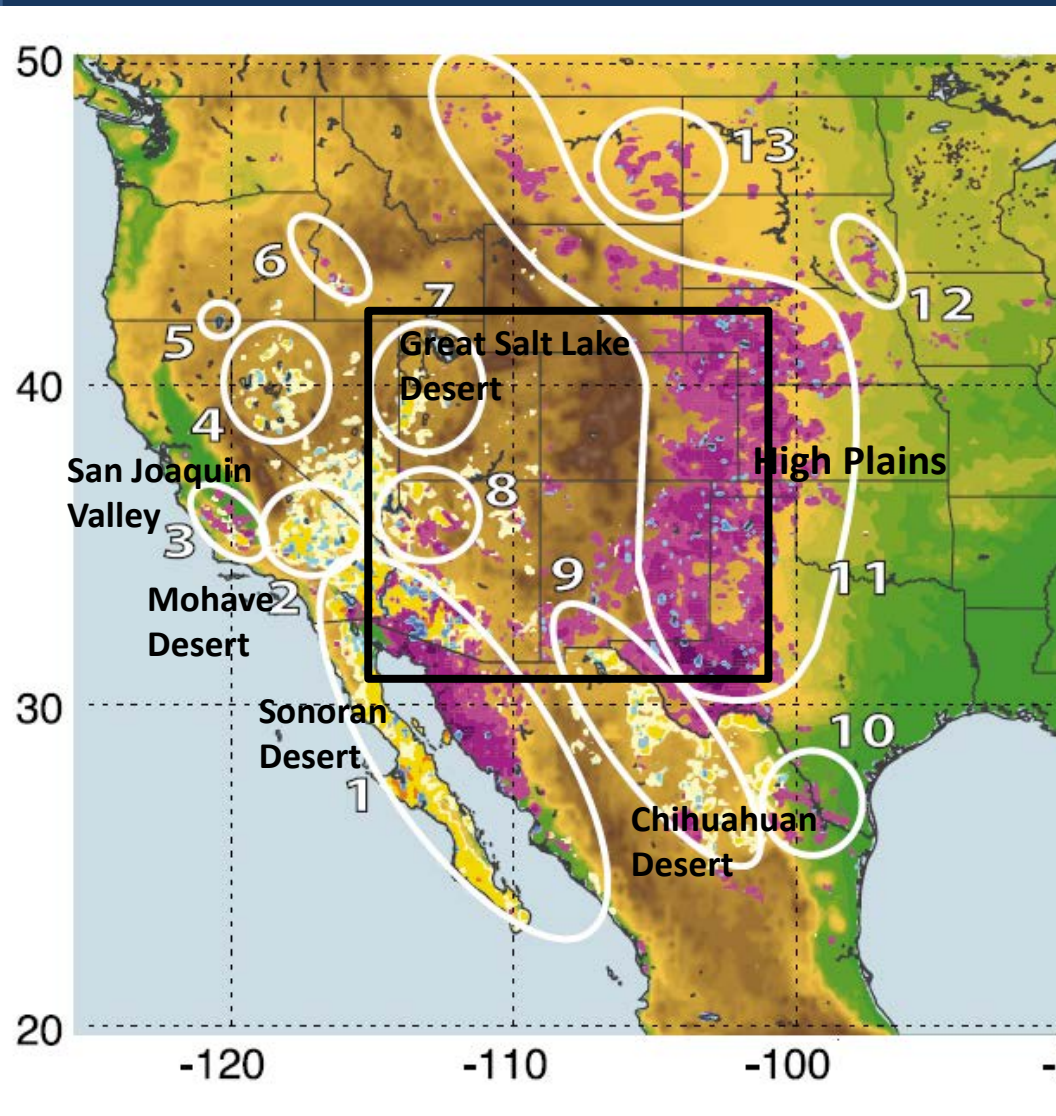 50
13
6
12
7
5
Great Salt Lake
Desert
40
4
High Plains
San Joaquin
Valley
8
3
9
11
Mohave
2
Desert
30
Sonoran
Desert
10
1
Chihuahuan
Desert
20
-120
-110
-100
-